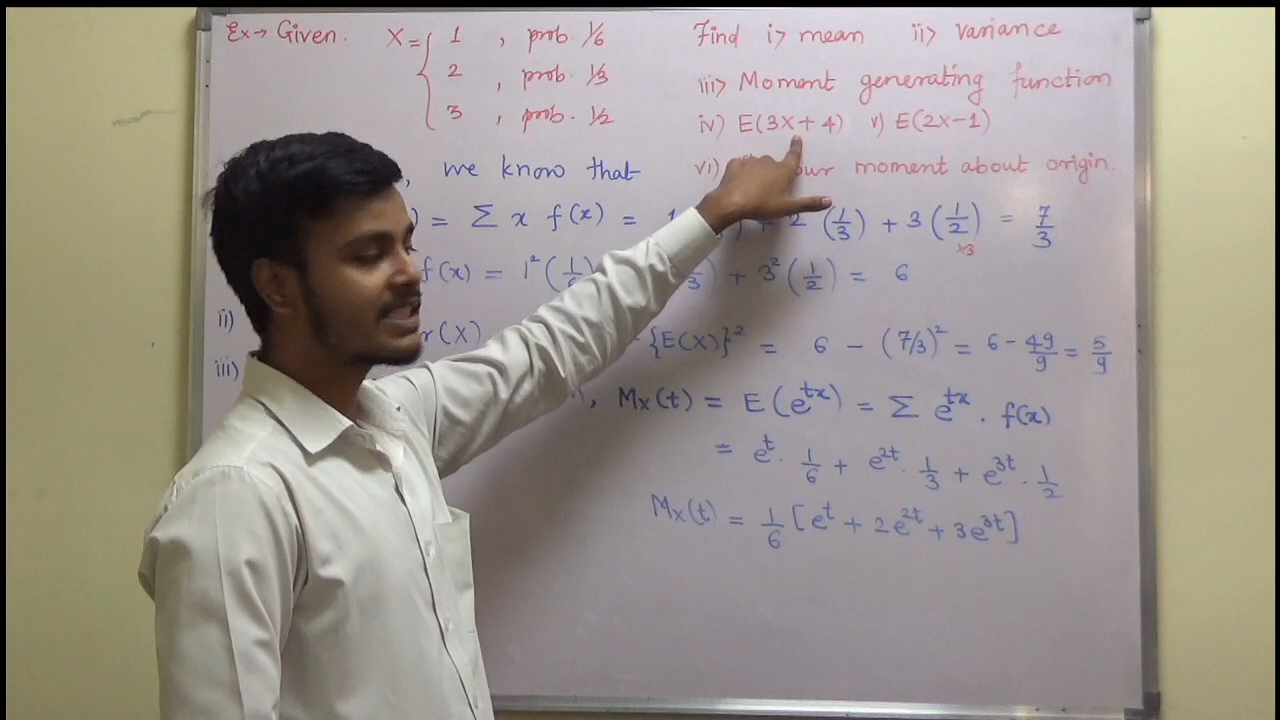 Ex→ Given. X = { 1 , prob. 1/6
2 , prob. 1/3
3 , prob. 1/2
Find i> mean ii> variance
iii> Moment generating function
iv) E(3X+4) v) E(2X-1)
vi) our moment about origin.
, we know that
) = Σ x f(x) = 1 ) + 2 (1/3) + 3 (1/2) = 7/3
×3
f(x) = 1² (1/6) + 3² (1/2) = 6
ii) r(X) - {E(X)}² = 6 - (7/3)² = 6 - 49/9 = 5/9
iii) , Mx(t) = E(e^tx) = Σ e^tx . f(x)
= e^t . 1/6 + e^2t . 1/3 + e^3t . 1/2
Mx(t) = 1/6 [e^t + 2e^2t + 3e^3t]